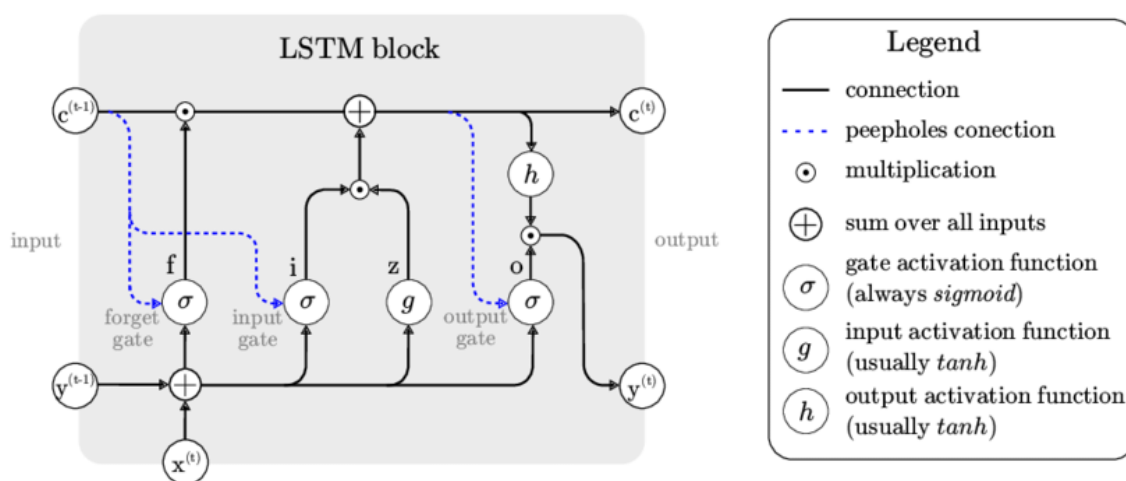 LSTM block
c(t-1)
c(t)
h
input
output
f
i
z
o
σ
σ
g
σ
forget
gate
input
gate
output
gate
y(t-1)
y(t)
x(t)
Legend
connection
peepholes conection
multiplication
sum over all inputs
σ
gate activation function
(always sigmoid)
g
input activation function
(usually tanh)
h
output activation function
(usually tanh)